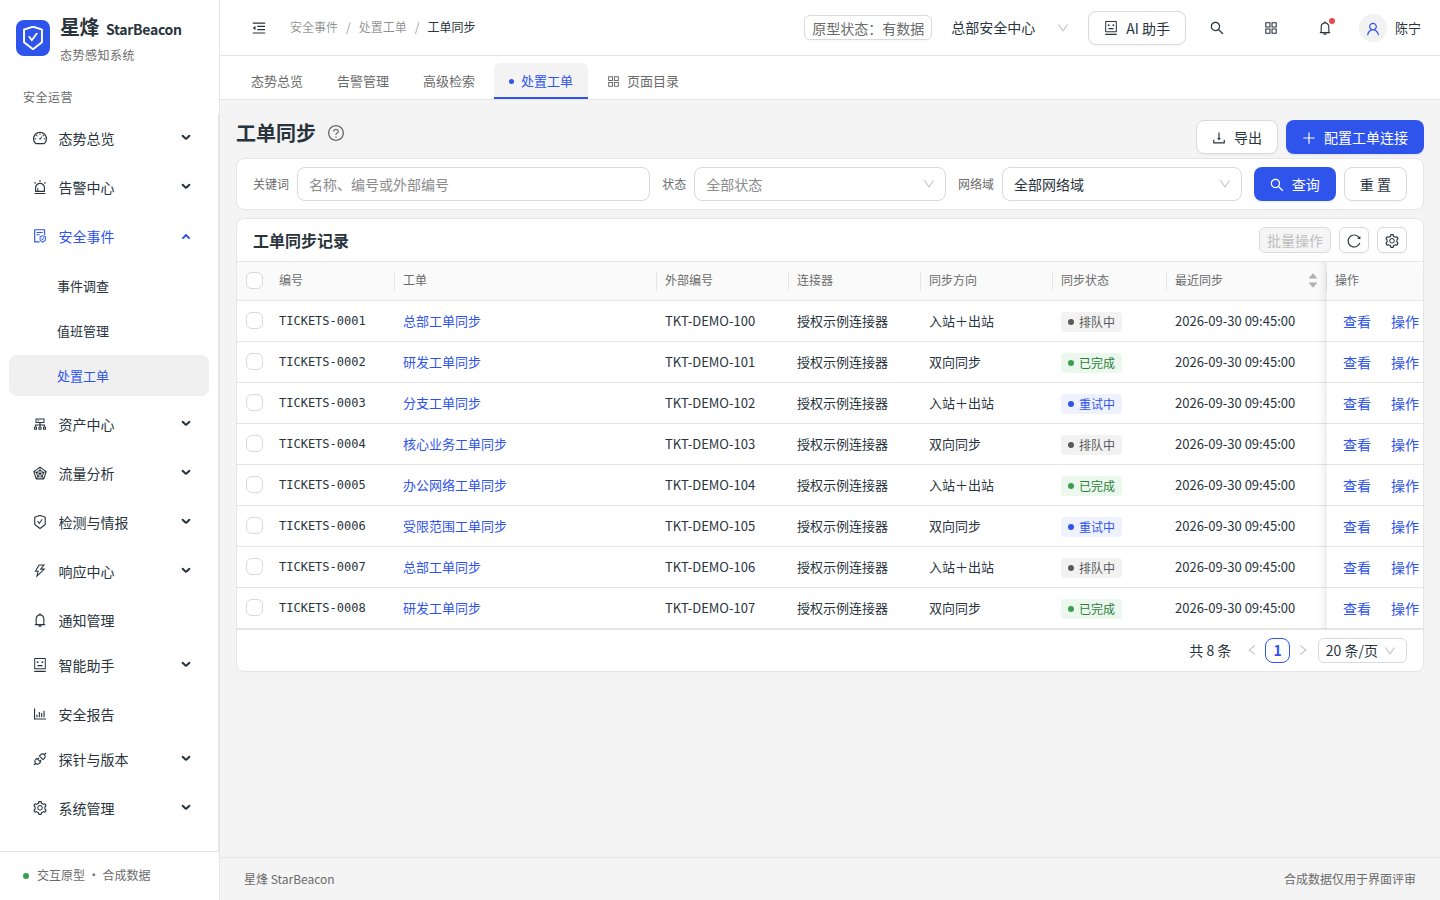 星烽 StarBeacon
态势感知系统
安全运营
态势总览
告警中心
安全事件
事件调查
值班管理
处置工单
资产中心
流量分析
检测与情报
响应中心
通知管理
智能助手
安全报告
探针与版本
系统管理
交互原型 · 合成数据
安全事件 / 处置工单 / 工单同步
原型状态：有数据
总部安全中心
AI 助手
陈宁
态势总览 告警管理 高级检索 处置工单 页面目录
工单同步
导出
配置工单连接
关键词 名称、编号或外部编号 状态 全部状态 网络域 全部网络域 查询 重 置
工单同步记录
批量操作
编号 工单 外部编号 连接器 同步方向 同步状态 最近同步 操作
TICKETS-0001 总部工单同步 TKT-DEMO-100 授权示例连接器 入站＋出站 排队中 2026-09-30 09:45:00 查看 操作
TICKETS-0002 研发工单同步 TKT-DEMO-101 授权示例连接器 双向同步 已完成 2026-09-30 09:45:00 查看 操作
TICKETS-0003 分支工单同步 TKT-DEMO-102 授权示例连接器 入站＋出站 重试中 2026-09-30 09:45:00 查看 操作
TICKETS-0004 核心业务工单同步 TKT-DEMO-103 授权示例连接器 双向同步 排队中 2026-09-30 09:45:00 查看 操作
TICKETS-0005 办公网络工单同步 TKT-DEMO-104 授权示例连接器 入站＋出站 已完成 2026-09-30 09:45:00 查看 操作
TICKETS-0006 受限范围工单同步 TKT-DEMO-105 授权示例连接器 双向同步 重试中 2026-09-30 09:45:00 查看 操作
TICKETS-0007 总部工单同步 TKT-DEMO-106 授权示例连接器 入站＋出站 排队中 2026-09-30 09:45:00 查看 操作
TICKETS-0008 研发工单同步 TKT-DEMO-107 授权示例连接器 双向同步 已完成 2026-09-30 09:45:00 查看 操作
共 8 条 1 20 条/页
星烽 StarBeacon
合成数据仅用于界面评审